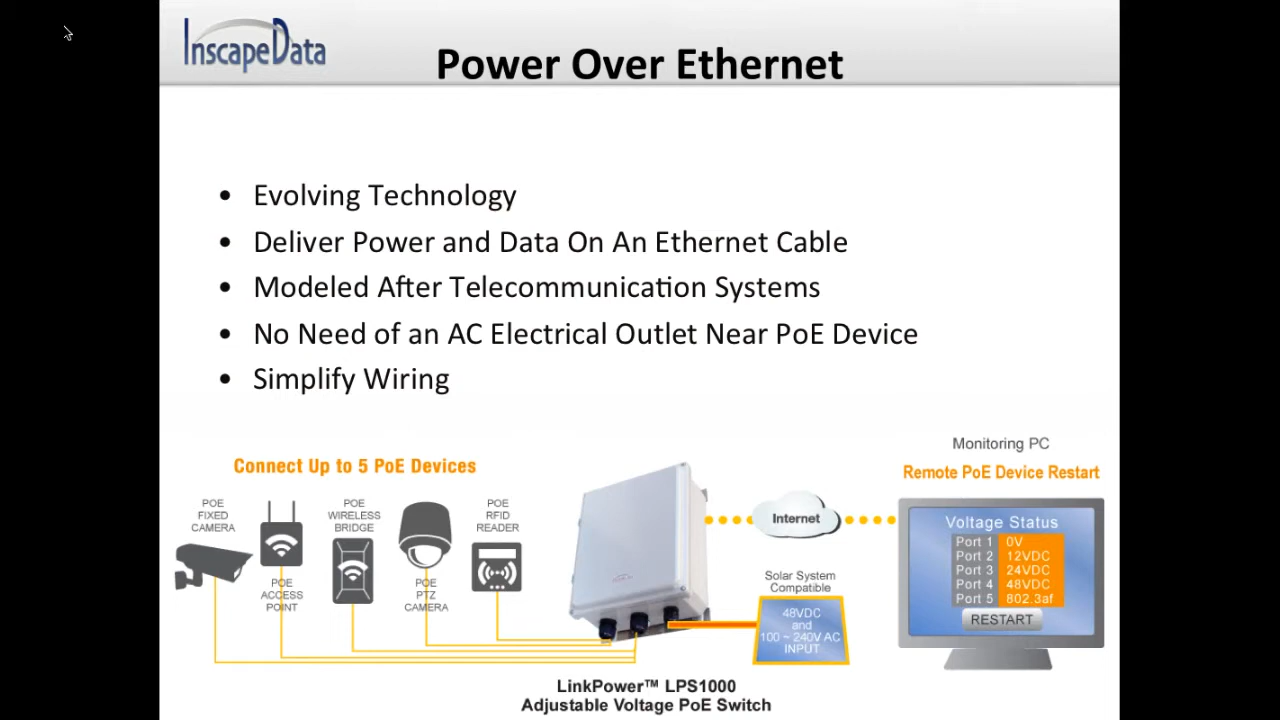 InscapeData
Power Over Ethernet
• Evolving Technology
• Deliver Power and Data On An Ethernet Cable
• Modeled After Telecommunication Systems
• No Need of an AC Electrical Outlet Near PoE Device
• Simplify Wiring
Connect Up to 5 PoE Devices
POE
FIXED
CAMERA
POE
ACCESS
POINT
POE
WIRELESS
BRIDGE
POE
PTZ
CAMERA
POE
RFID
READER
Internet
Solar System
Compatible
48VDC
and
100 ~ 240V AC
INPUT
Monitoring PC
Remote PoE Device Restart
Voltage Status
Port 1 0V
Port 2 12VDC
Port 3 24VDC
Port 4 48VDC
Port 5 802.3af
RESTART
LinkPower™ LPS1000
Adjustable Voltage PoE Switch